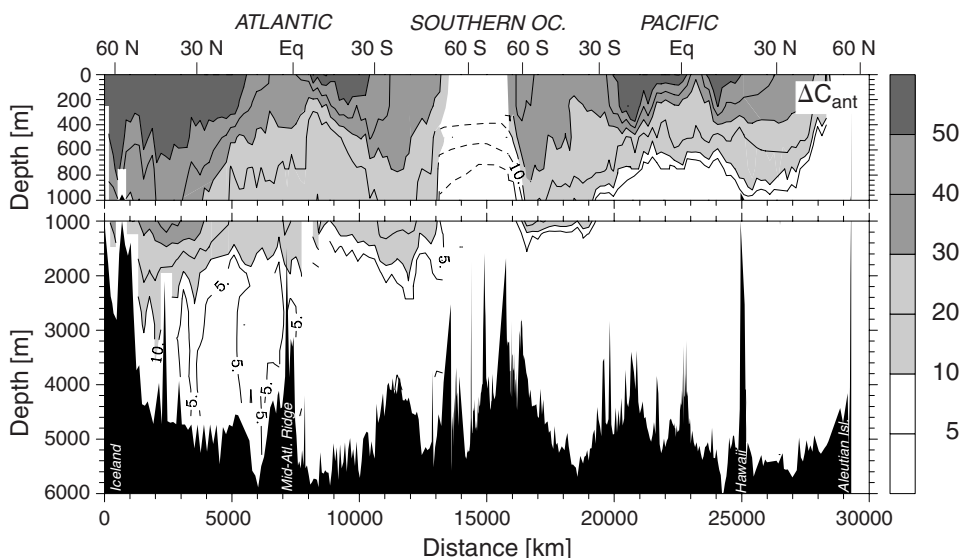 ATLANTIC SOUTHERN OC. PACIFIC
60 N 30 N Eq 30 S 60 S 60 S 30 S Eq 30 N 60 N
ΔCant
Depth [m]
0
200
400
600
800
1000
10
50
40
30
20
10
5
Depth [m]
1000
2000
3000
4000
5000
6000
5.
5.
5.
10.
5.
5.
5.
5.
Iceland
Mid-Atl. Ridge
Hawaii
Aleutian Isl.
0 5000 10000 15000 20000 25000 30000
Distance [km]